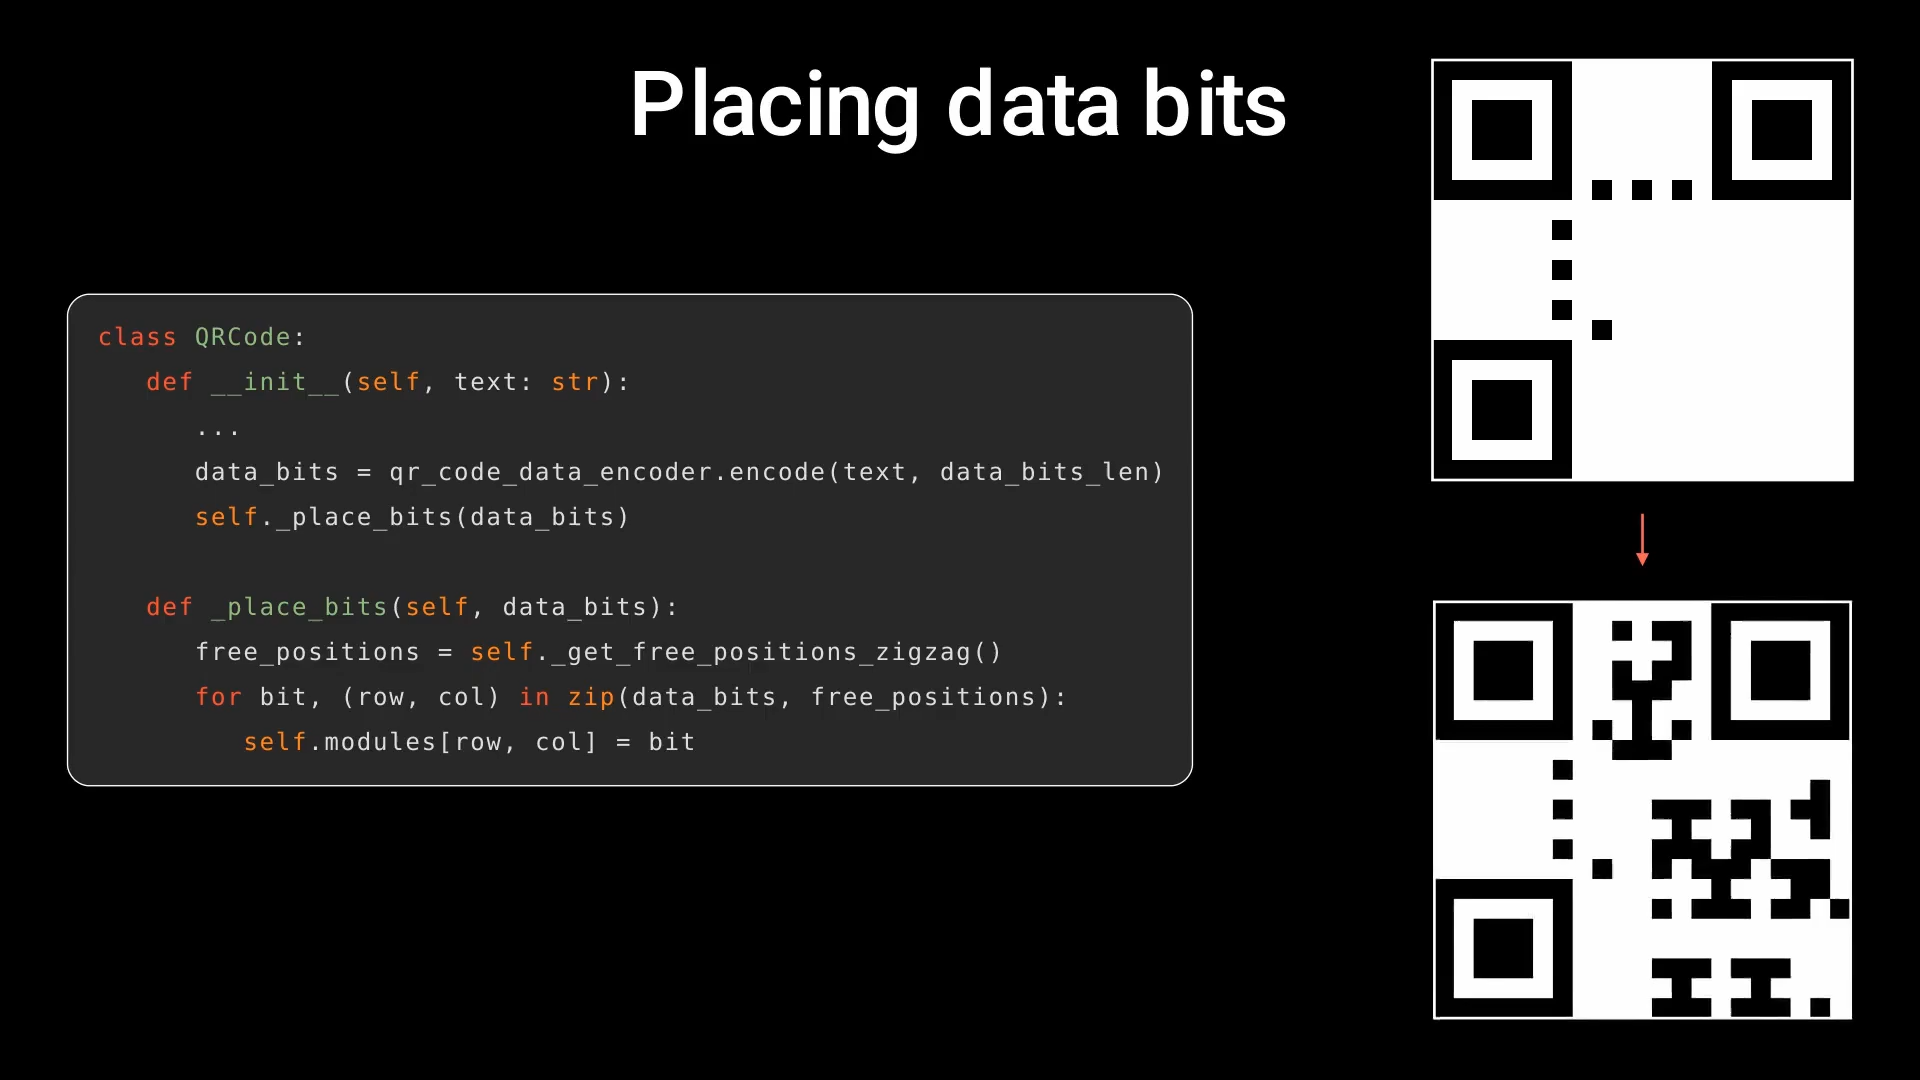 Placing data bits
class QRCode:
def __init__(self, text: str):
...
data_bits = qr_code_data_encoder.encode(text, data_bits_len)
self._place_bits(data_bits)
def _place_bits(self, data_bits):
free_positions = self._get_free_positions_zigzag()
for bit, (row, col) in zip(data_bits, free_positions):
self.modules[row, col] = bit